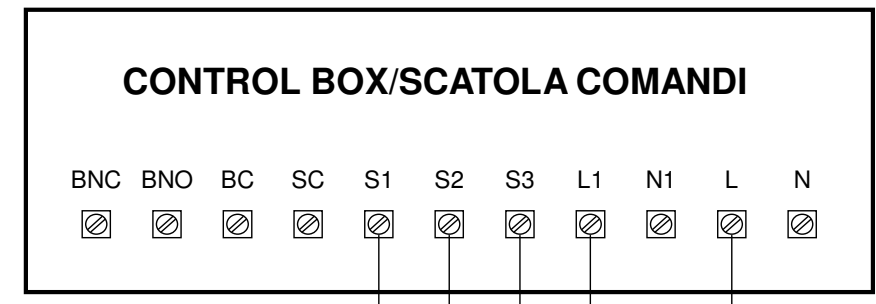 CONTROL BOX/SCATOLA COMANDI
BNC BNO BC SC S1 S2 S3 L1 N1 L N